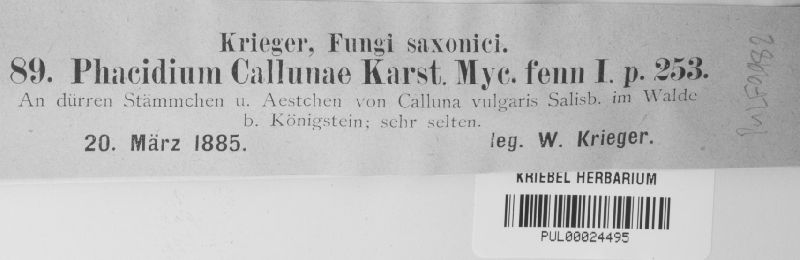 Krieger, Fungi saxonici.
89. Phacidium Callunae Karst. Myc. fenn I. p. 253.
An dürren Stämmchen u. Aestchen von Calluna vulgaris Salisb. im Walde
b. Königstein; sehr selten.
20. März 1885.
leg. W. Krieger.
KRIEBEL HERBARIUM
PUL00024495